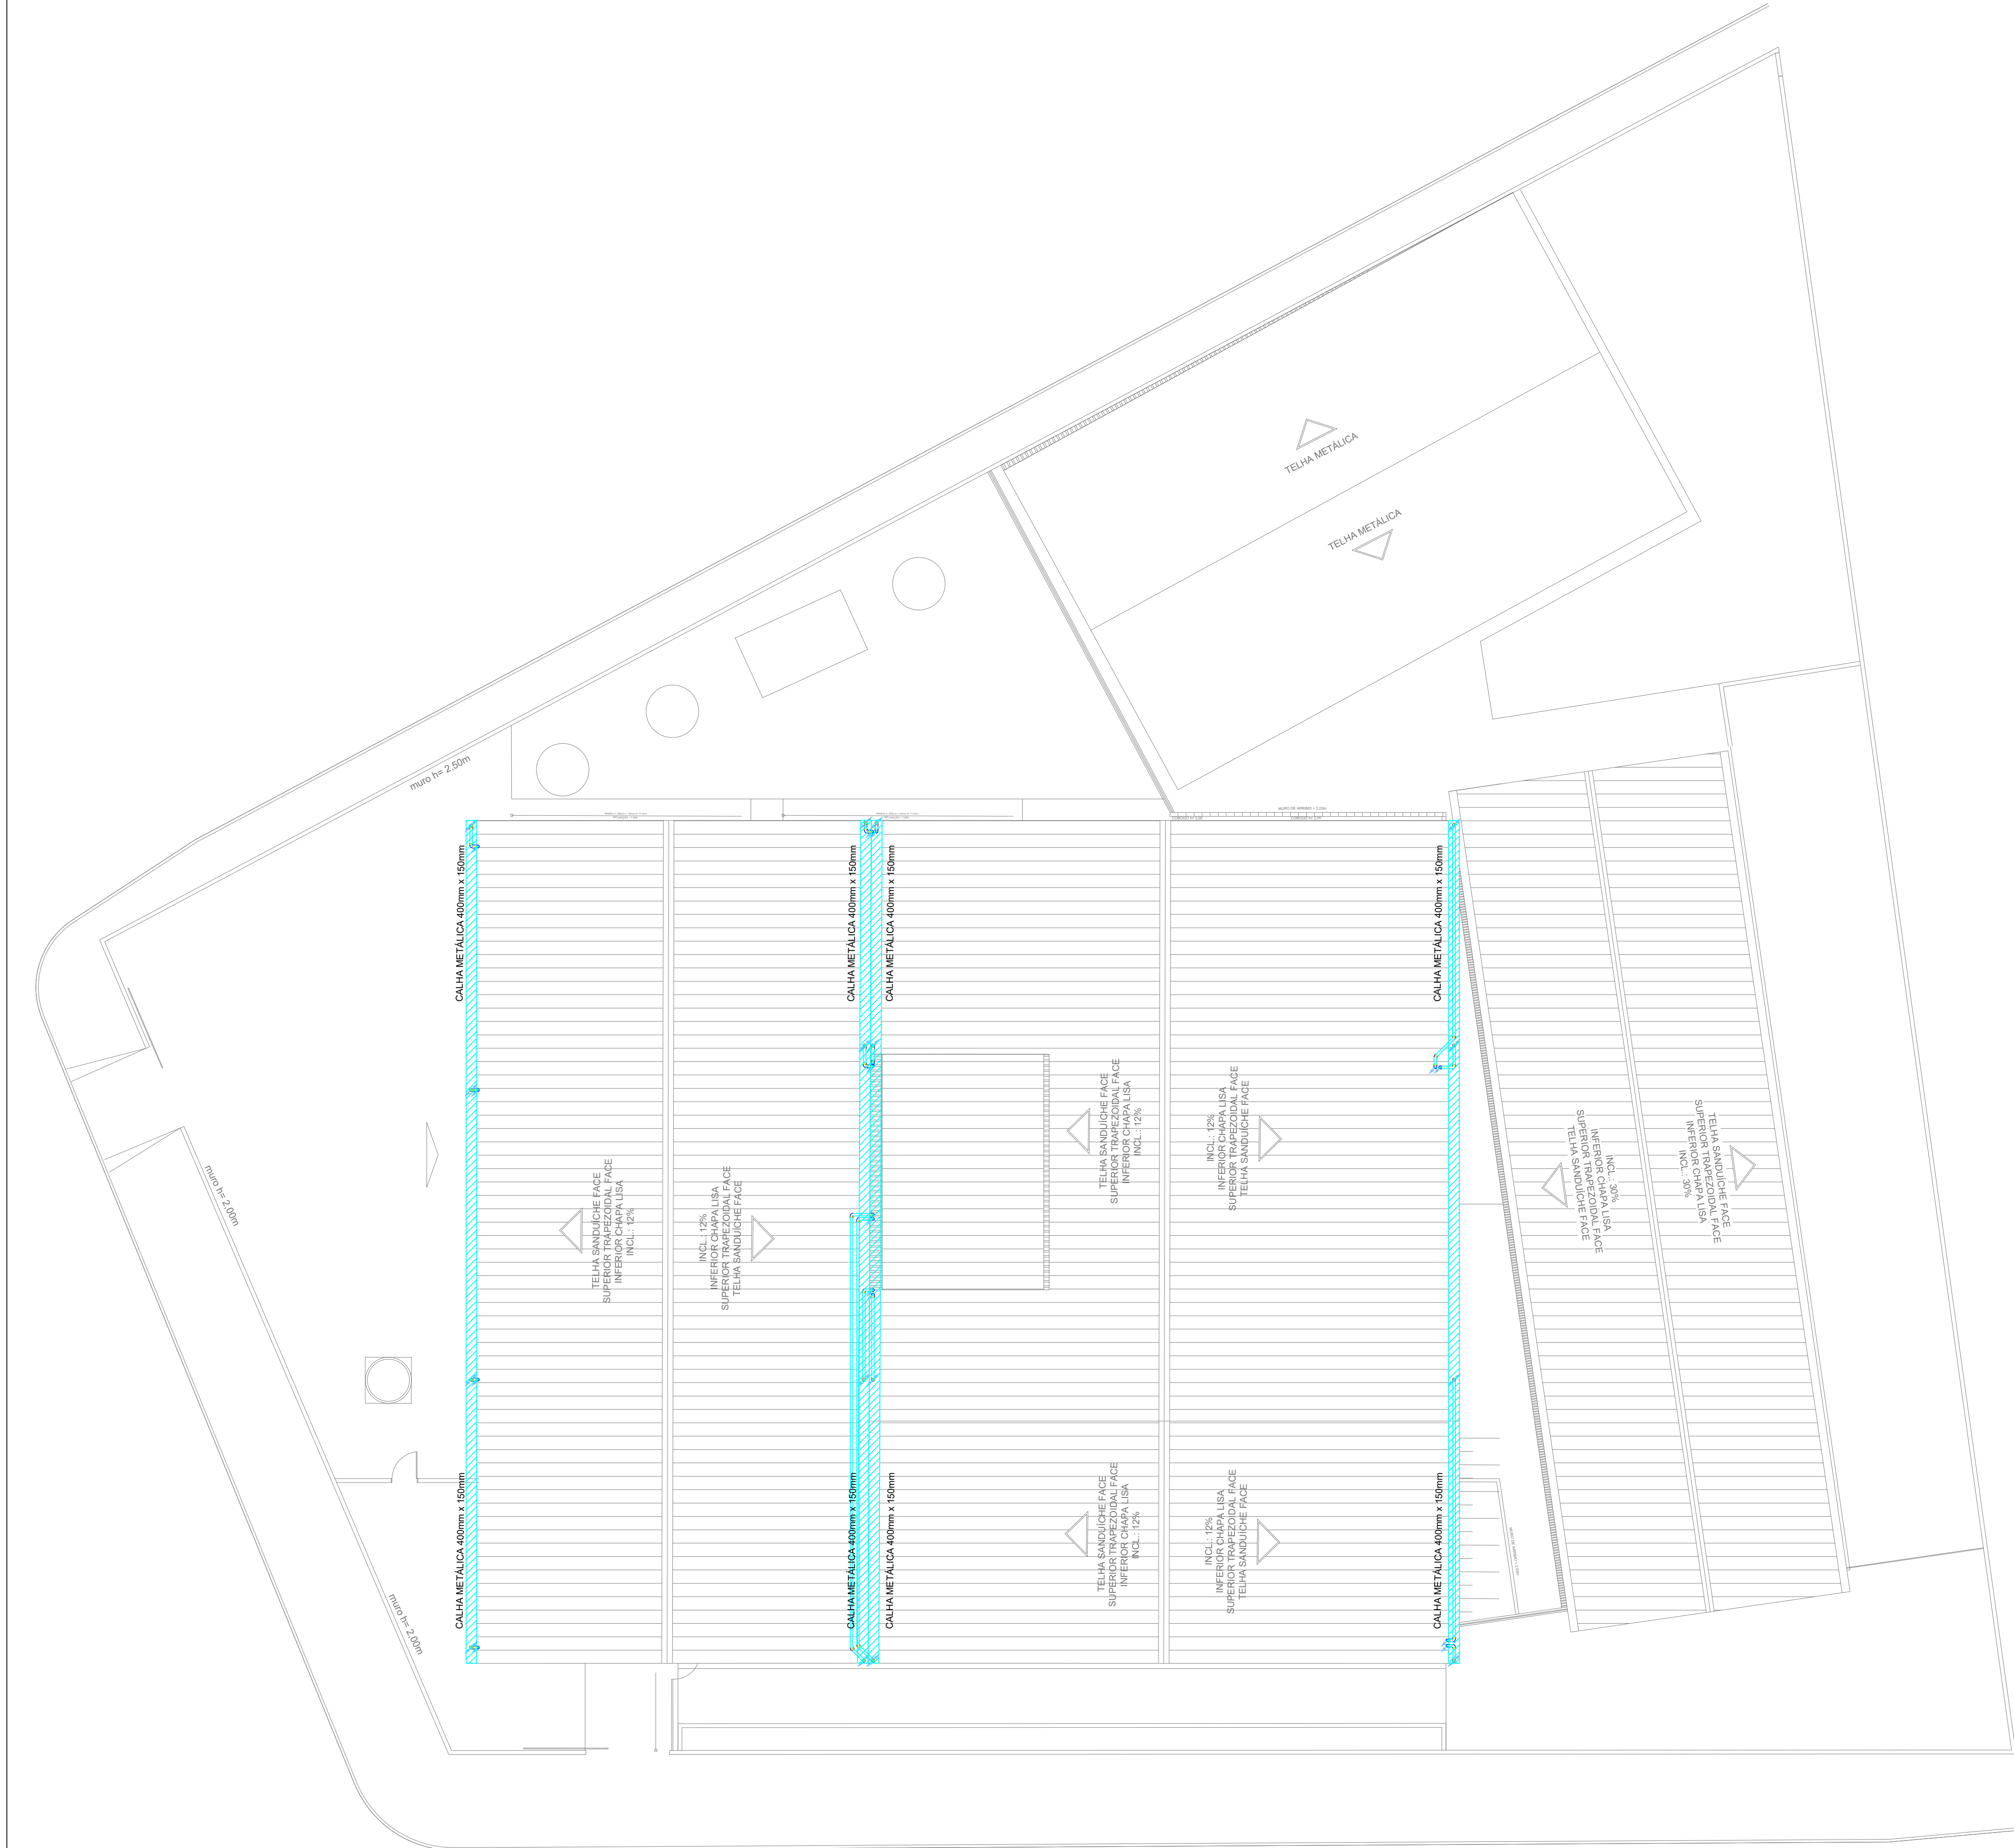 TELHA METÁLICA
TELHA METÁLICA
muro h= 2.50m
MURO DE ARRIMO = 3,20m
CALHA METÁLICA 400mm x 150mm
CALHA METÁLICA 400mm x 150mm
CALHA METÁLICA 400mm x 150mm
CALHA METÁLICA 400mm x 150mm
muro h= 2.00m
TELHA SANDUÍCHE FACE
SUPERIOR TRAPEZOIDAL FACE
INFERIOR CHAPA LISA
INCL.: 12%
INCL.: 12%
INFERIOR CHAPA LISA
SUPERIOR TRAPEZOIDAL FACE
TELHA SANDUÍCHE FACE
TELHA SANDUÍCHE FACE
SUPERIOR TRAPEZOIDAL FACE
INFERIOR CHAPA LISA
INCL.: 12%
INCL.: 12%
INFERIOR CHAPA LISA
SUPERIOR TRAPEZOIDAL FACE
TELHA SANDUÍCHE FACE
INCL.: 30%
INFERIOR CHAPA LISA
SUPERIOR TRAPEZOIDAL FACE
TELHA SANDUÍCHE FACE
TELHA SANDUÍCHE FACE
SUPERIOR TRAPEZOIDAL FACE
INFERIOR CHAPA LISA
INCL.: 30%
CALHA METÁLICA 400mm x 150mm
CALHA METÁLICA 400mm x 150mm
CALHA METÁLICA 400mm x 150mm
CALHA METÁLICA 400mm x 150mm
TELHA SANDUÍCHE FACE
SUPERIOR TRAPEZOIDAL FACE
INFERIOR CHAPA LISA
INCL.: 12%
INCL.: 12%
INFERIOR CHAPA LISA
SUPERIOR TRAPEZOIDAL FACE
TELHA SANDUÍCHE FACE
muro h= 2.00m